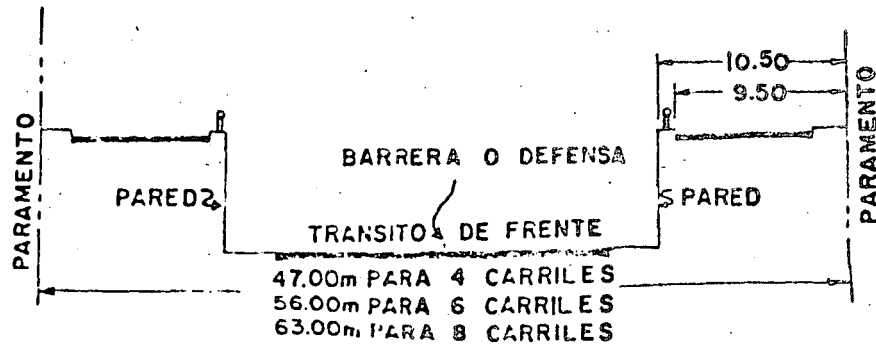 10.50
9.50
PARAMENTO
PARAMENTO
BARRERA O DEFENSA
PARED
PARED
TRANSITO DE FRENTE
47.00m PARA 4 CARRILES
56.00m PARA 6 CARRILES
63.00m PARA 8 CARRILES